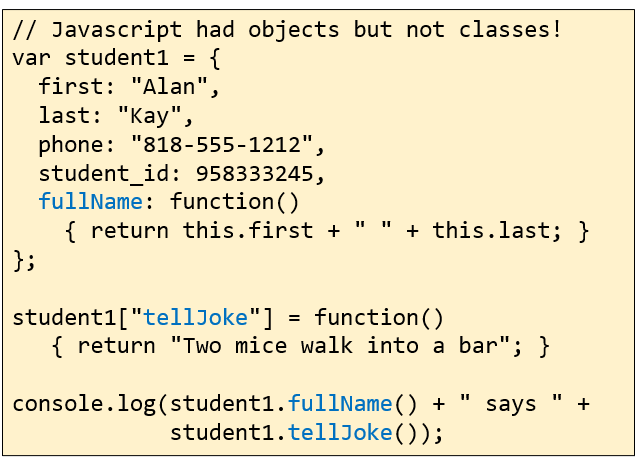 // Javascript had objects but not classes!
var student1 = {
  first: "Alan",
  last: "Kay",
  phone: "818-555-1212",
  student_id: 958333245,
  fullName: function()
    { return this.first + " " + this.last; }
};

student1["tellJoke"] = function()
   { return "Two mice walk into a bar"; }

console.log(student1.fullName() + " says " +
            student1.tellJoke());